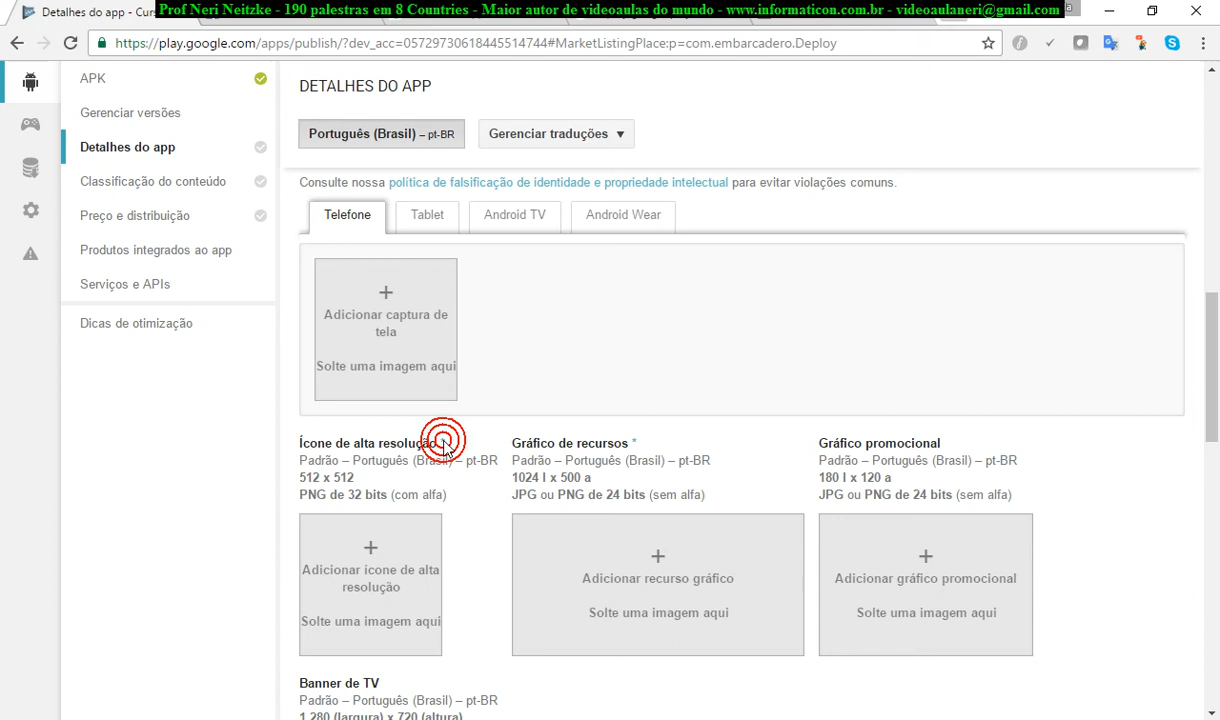 Detalhes do app - Curs
Prof Neri Neitzke - 190 palestras em 8 Countries - Maior autor de videoaulas do mundo - www.informaticon.com.br - videoaulaneri@gmail.com
https://play.google.com/apps/publish/?dev_acc=05729730618445514744#MarketListingPlace:p=com.embarcadero.Deploy
APK
Gerenciar versões
Detalhes do app
Classificação do conteúdo
Preço e distribuição
Produtos integrados ao app
Serviços e APIs
Dicas de otimização
DETALHES DO APP
Português (Brasil) – pt-BR
Gerenciar traduções
Consulte nossa política de falsificação de identidade e propriedade intelectual para evitar violações comuns.
Telefone Tablet Android TV Android Wear
+
Adicionar captura de
tela
Solte uma imagem aqui
Ícone de alta resolução *
Padrão – Português (Brasil) – pt-BR
512 x 512
PNG de 32 bits (com alfa)
+
Adicionar ícone de alta
resolução
Solte uma imagem aqui
Gráfico de recursos *
Padrão – Português (Brasil) – pt-BR
1024 l x 500 a
JPG ou PNG de 24 bits (sem alfa)
+
Adicionar recurso gráfico
Solte uma imagem aqui
Gráfico promocional
Padrão – Português (Brasil) – pt-BR
180 l x 120 a
JPG ou PNG de 24 bits (sem alfa)
+
Adicionar gráfico promocional
Solte uma imagem aqui
Banner de TV
Padrão – Português (Brasil) – pt-BR
1.280 (largura) x 720 (altura)